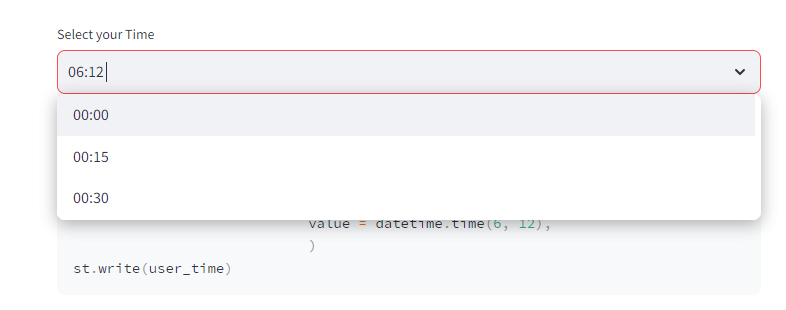 Select your Time
06:12
00:00
00:15
00:30
value = datetime.time(6, 12),
)
st.write(user_time)